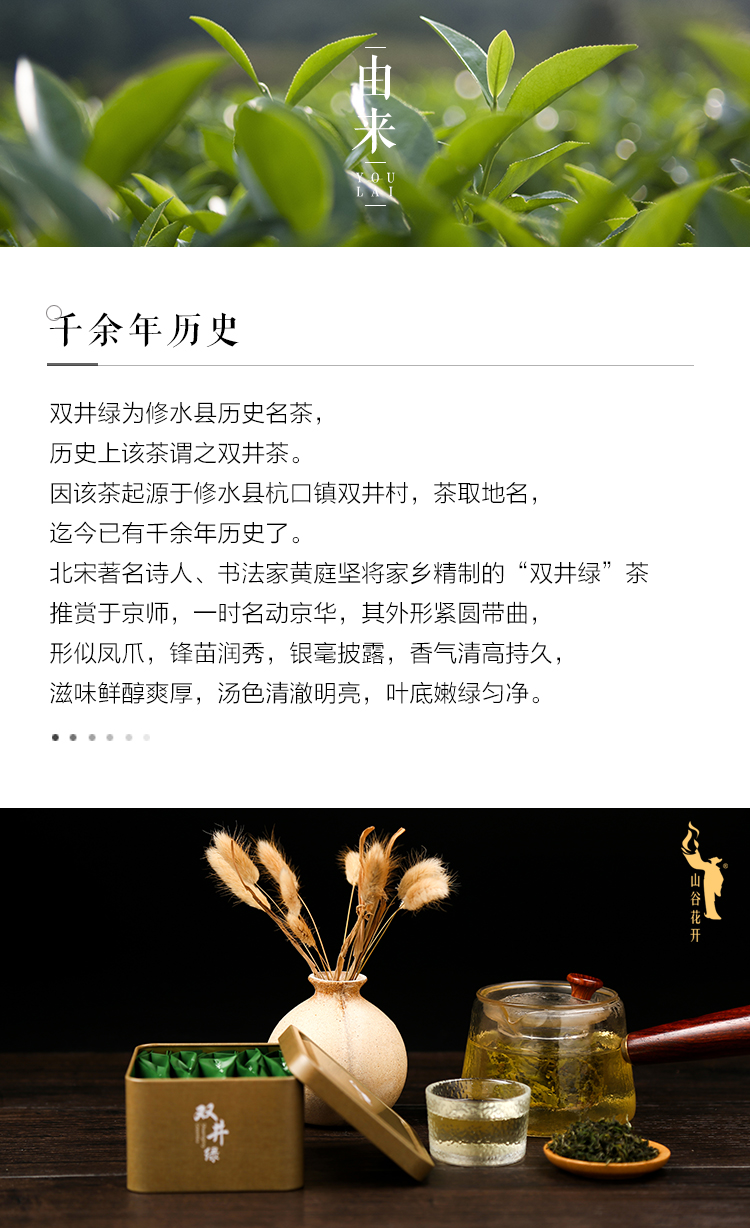 由来
YOU
LAI
千余年历史
双井绿为修水县历史名茶，
历史上该茶谓之双井茶。
因该茶起源于修水县杭口镇双井村，茶取地名，
迄今已有千余年历史了。
北宋著名诗人、书法家黄庭坚将家乡精制的“双井绿”茶
推赏于京师，一时名动京华，其外形紧圆带曲，
形似凤爪，锋苗润秀，银毫披露，香气清高持久，
滋味鲜醇爽厚，汤色清澈明亮，叶底嫩绿匀净。
山谷花开
®
双井绿